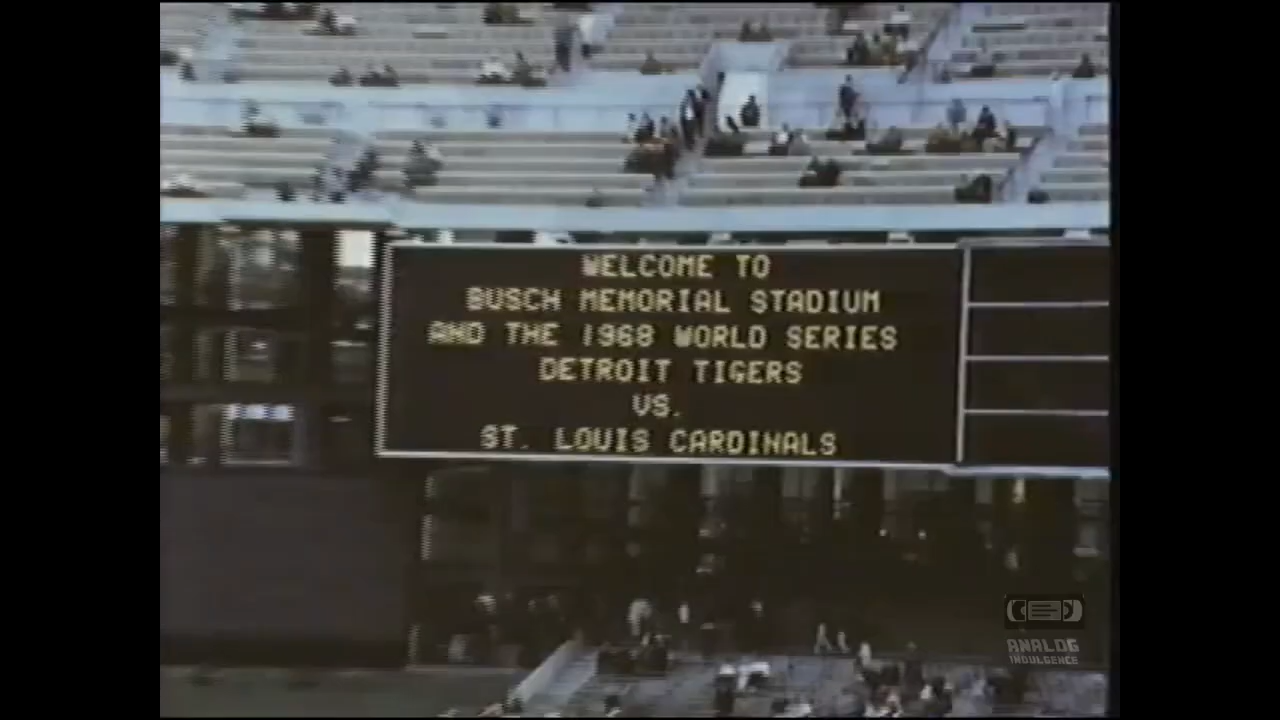 WELCOME TO
BUSCH MEMORIAL STADIUM
AND THE 1968 WORLD SERIES
DETROIT TIGERS
VS.
ST. LOUIS CARDINALS
ANALOG
INDULGENCE